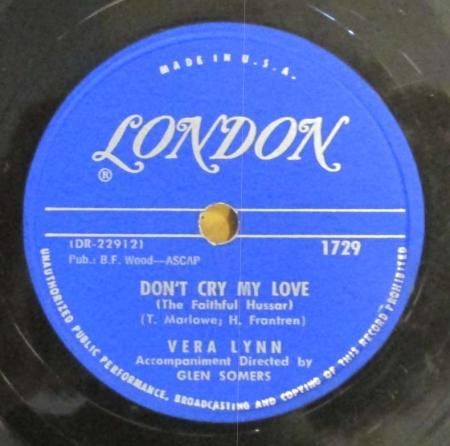 MADE IN U.S.A.
LONDON
®
(DR-22912)
1729
Pub.: B.F. Wood—ASCAP
DON'T CRY MY LOVE
(The Faithful Hussar)
(T. Marlowe; H. Frantren)
VERA LYNN
Accompaniment Directed by
GLEN SOMERS
UNAUTHORIZED PUBLIC PERFORMANCE, BROADCASTING AND COPYING OF THIS RECORD PROHIBITED